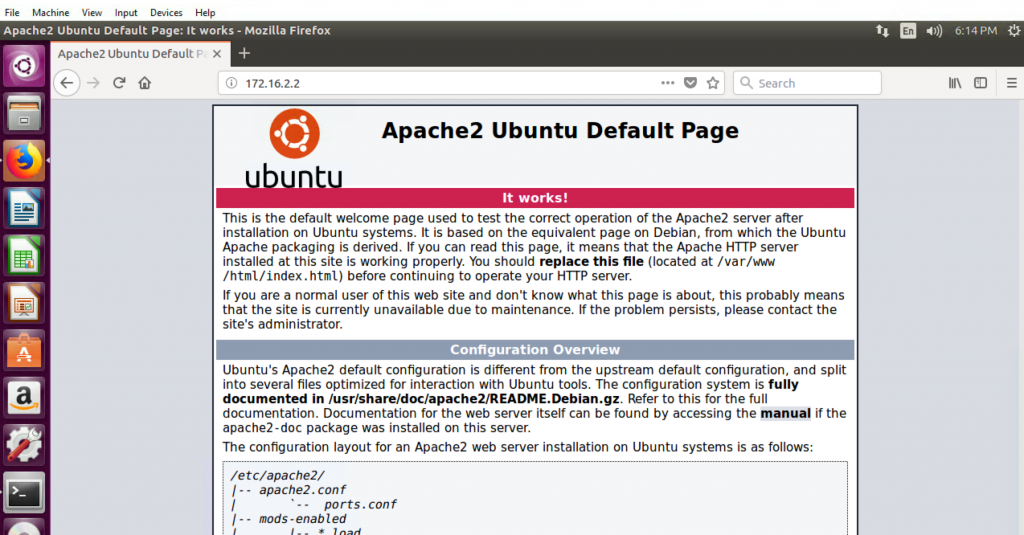 File Machine View Input Devices Help
Apache2 Ubuntu Default Page: It works - Mozilla Firefox
En
6:14 PM
Apache2 Ubuntu Default Pa
172.16.2.2
Search
ubuntu
Apache2 Ubuntu Default Page
It works!
This is the default welcome page used to test the correct operation of the Apache2 server after
installation on Ubuntu systems. It is based on the equivalent page on Debian, from which the Ubuntu
Apache packaging is derived. If you can read this page, it means that the Apache HTTP server
installed at this site is working properly. You should replace this file (located at /var/www
/html/index.html) before continuing to operate your HTTP server.
If you are a normal user of this web site and don't know what this page is about, this probably means
that the site is currently unavailable due to maintenance. If the problem persists, please contact the
site's administrator.
Configuration Overview
Ubuntu's Apache2 default configuration is different from the upstream default configuration, and split
into several files optimized for interaction with Ubuntu tools. The configuration system is fully
documented in /usr/share/doc/apache2/README.Debian.gz. Refer to this for the full
documentation. Documentation for the web server itself can be found by accessing the manual if the
apache2-doc package was installed on this server.
The configuration layout for an Apache2 web server installation on Ubuntu systems is as follows:
/etc/apache2/
|-- apache2.conf
|       `--  ports.conf
|-- mods-enabled
|       |-- *.load